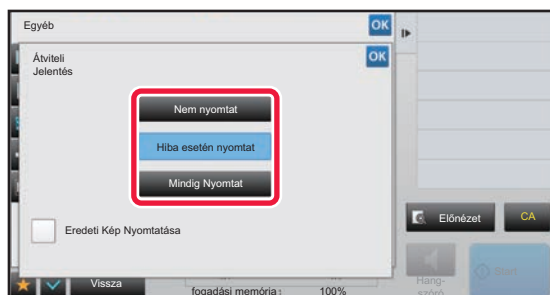 Egyéb
OK
Átviteli
Jelentés
OK
Nem nyomtat
Hiba esetén nyomtat
Mindig Nyomtat
Eredeti Kép Nyomtatása
Előnézet
CA
Vissza
fogadási memória:
100%
Hang-
szóró
Start